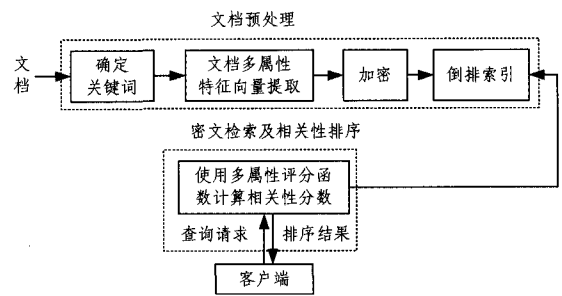 文档预处理
文档
确定
关键词
文档多属性
特征向量提取
加密
倒排索引
密文检索及相关性排序
使用多属性评分函
数计算相关性分数
查询请求
排序结果
客户端